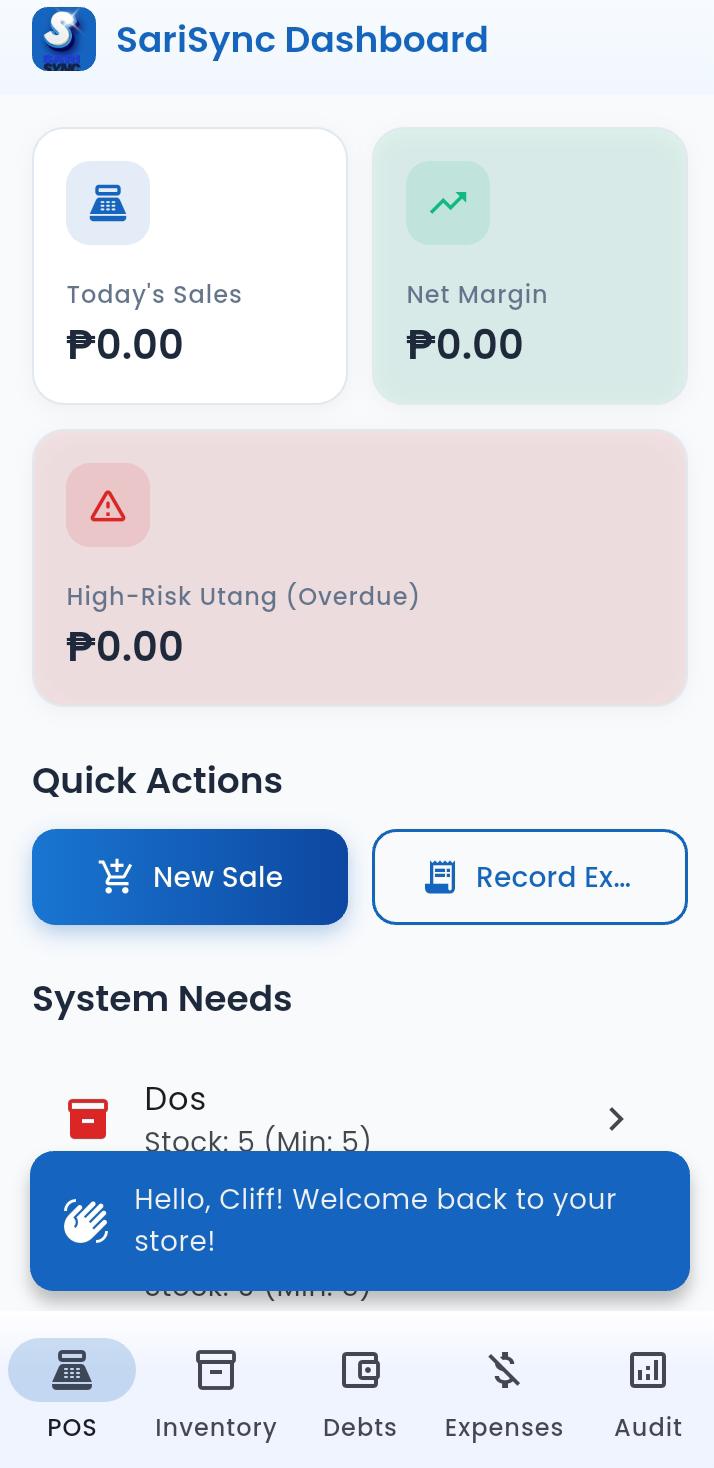 S
SARI
SYNC
SariSync Dashboard
Today's Sales
Net Margin
₱0.00
₱0.00
High-Risk Utang (Overdue)
₱0.00
Quick Actions
New Sale
Record Ex...
System Needs
Dos
Stock: 5 (Min: 5)
Hello, Cliff! Welcome back to your
store!
POS
Inventory
Debts
Expenses
Audit